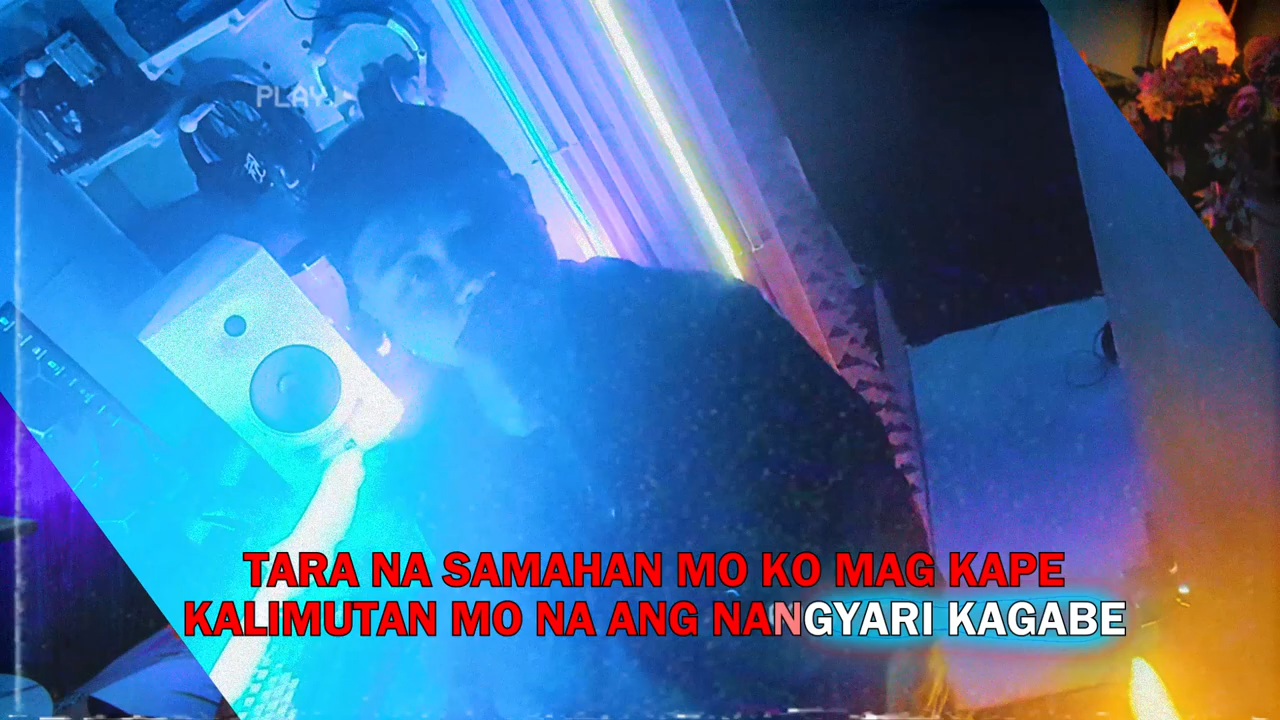 PLAY
TARA NA SAMAHAN MO KO MAG KAPE
KALIMUTAN MO NA ANG NANGYARI KAGABE